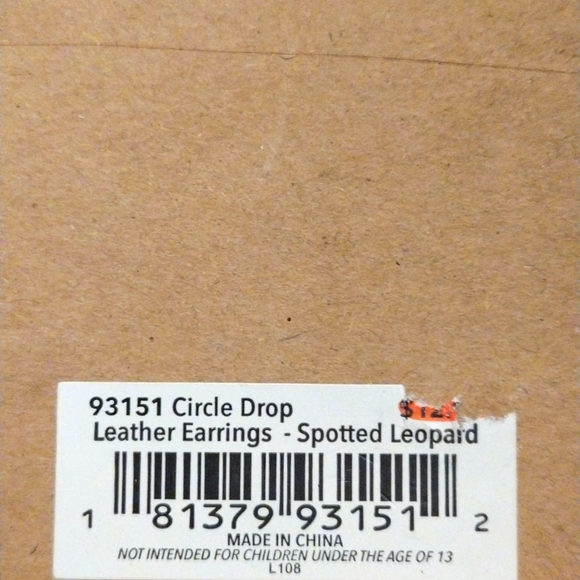 93151 Circle Drop
$12.
Leather Earrings - Spotted Leopard
1 81379 93151 2
MADE IN CHINA
NOT INTENDED FOR CHILDREN UNDER THE AGE OF 13
L108